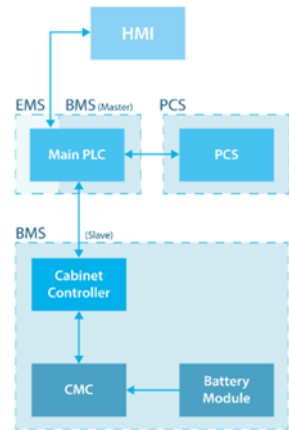 HMI
EMS BMS (Master) PCS
Main PLC
PCS
BMS (Slave)
Cabinet
Controller
CMC
Battery
Module